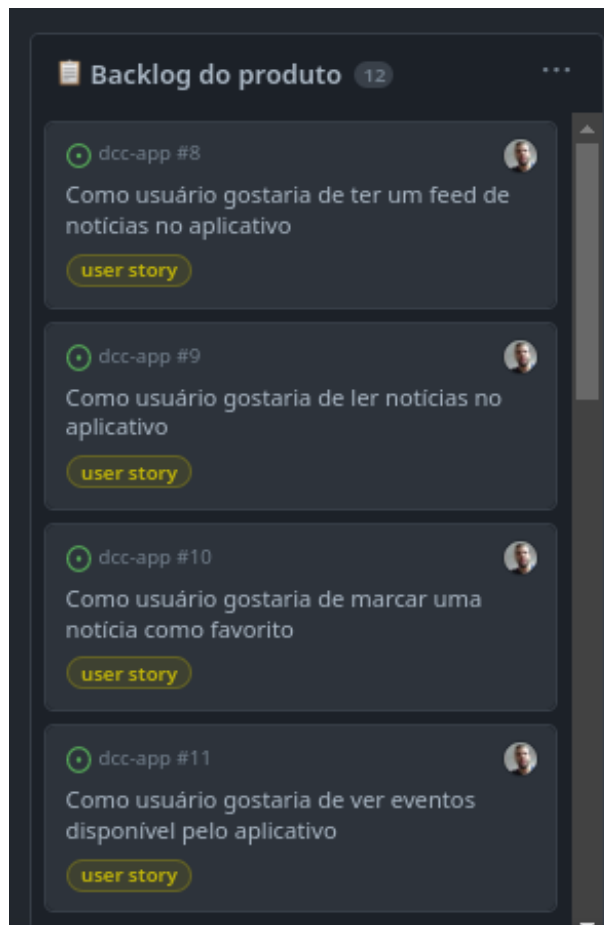 Backlog do produto 12
dcc-app #8
Como usuário gostaria de ter um feed de
notícias no aplicativo
user story
dcc-app #9
Como usuário gostaria de ler notícias no
aplicativo
user story
dcc-app #10
Como usuário gostaria de marcar uma
notícia como favorito
user story
dcc-app #11
Como usuário gostaria de ver eventos
disponível pelo aplicativo
user story